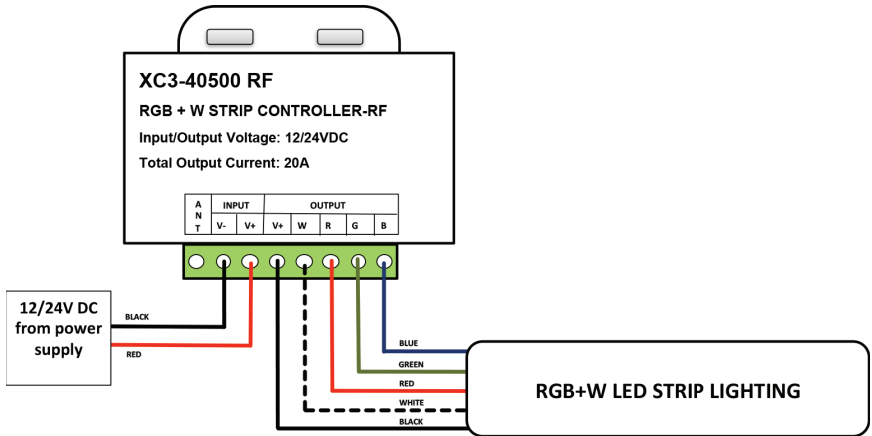 XC3-40500 RF
RGB + W STRIP CONTROLLER-RF
Input/Output Voltage: 12/24VDC
Total Output Current: 20A
A
N
T
INPUT
OUTPUT
V- V+ V+ W R G B
12/24V DC
from power
supply
BLACK
RED
BLUE
GREEN
RED
WHITE
BLACK
RGB+W LED STRIP LIGHTING